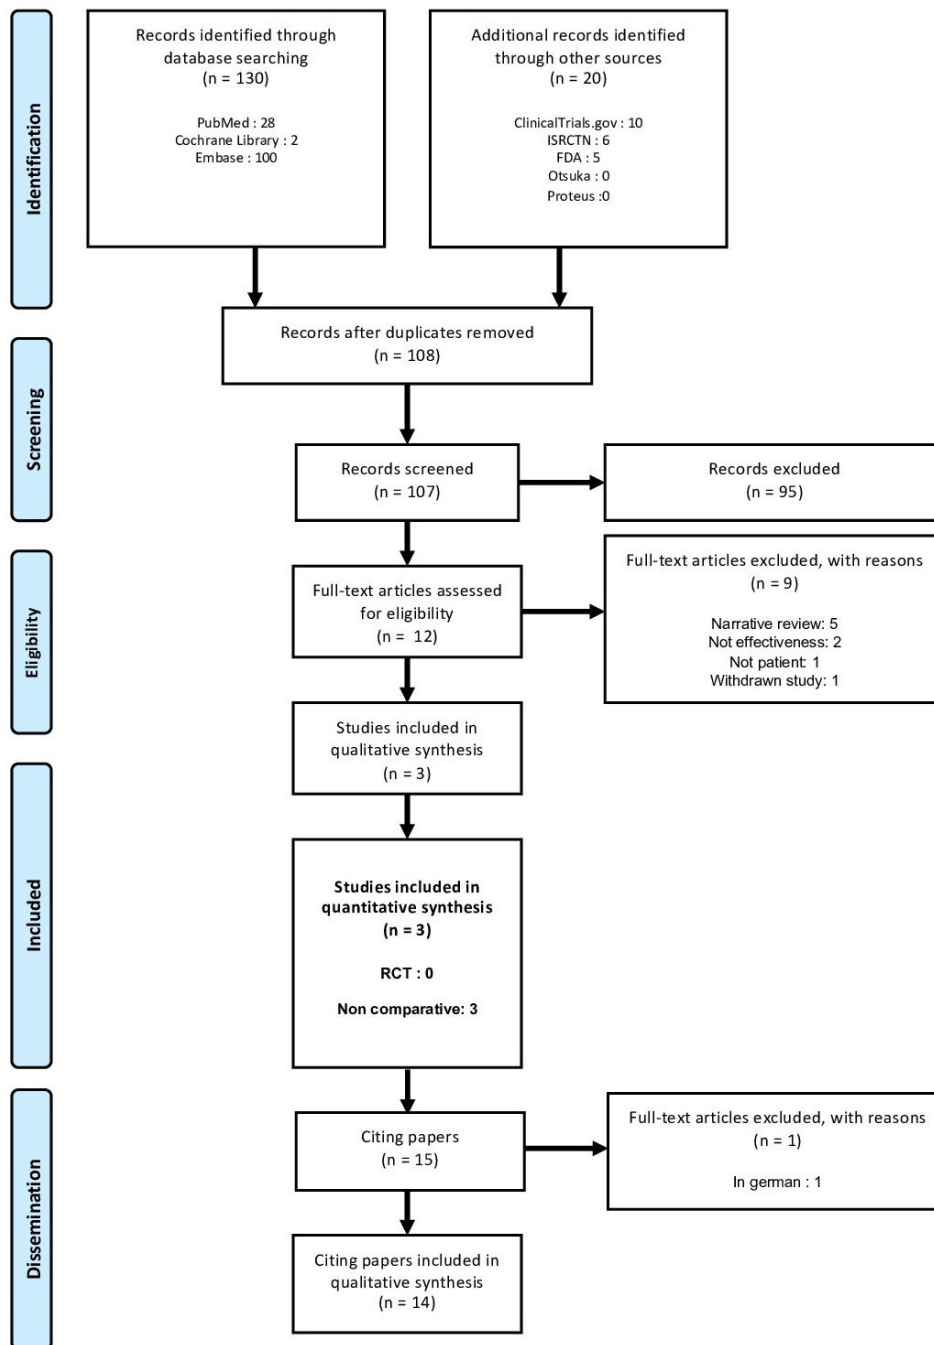 Identification
Records identified through
database searching
(n = 130)
PubMed : 28
Cochrane Library : 2
Embase : 100
Additional records identified
through other sources
(n = 20)
ClinicalTrials.gov : 10
ISRCTN : 6
FDA : 5
Otsuka : 0
Proteus :0
Records after duplicates removed
(n = 108)
Screening
Records screened
(n = 107)
Records excluded
(n = 95)
Eligibility
Full-text articles assessed
for eligibility
(n = 12)
Full-text articles excluded, with reasons
(n = 9)
Narrative review: 5
Not effectiveness: 2
Not patient: 1
Withdrawn study: 1
Studies included in
qualitative synthesis
(n = 3)
Included
Studies included in
quantitative synthesis
(n = 3)
RCT : 0
Non comparative: 3
Dissemination
Citing papers
(n = 15)
Full-text articles excluded, with reasons
(n = 1)
In german : 1
Citing papers included in
qualitative synthesis
(n = 14)